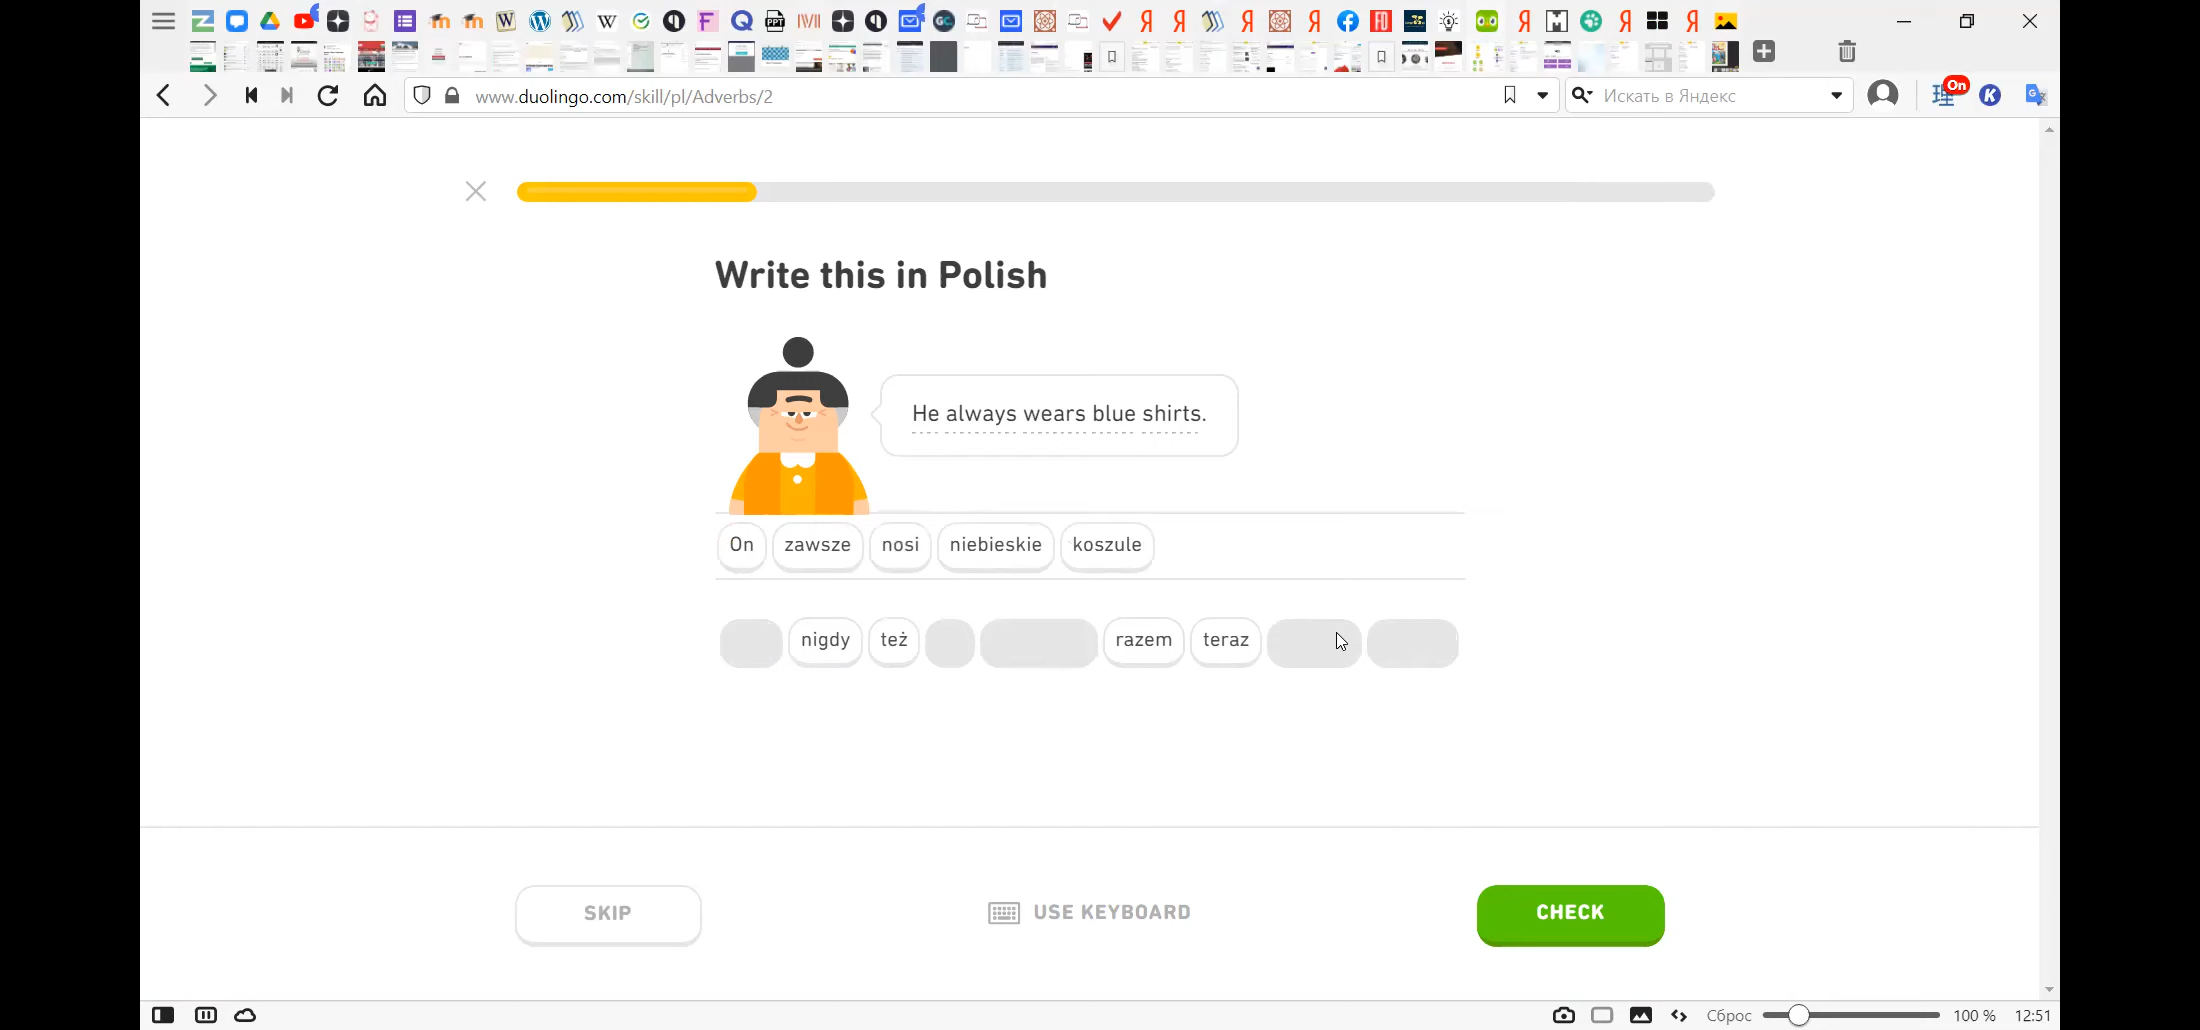 On
www.duolingo.com/skill/pl/Adverbs/2
Искать в Яндекс
Write this in Polish
He always wears blue shirts.
On zawsze nosi niebieskie koszule
nigdy też razem teraz
SKIP
USE KEYBOARD
CHECK
Сброс
100 %
12:51